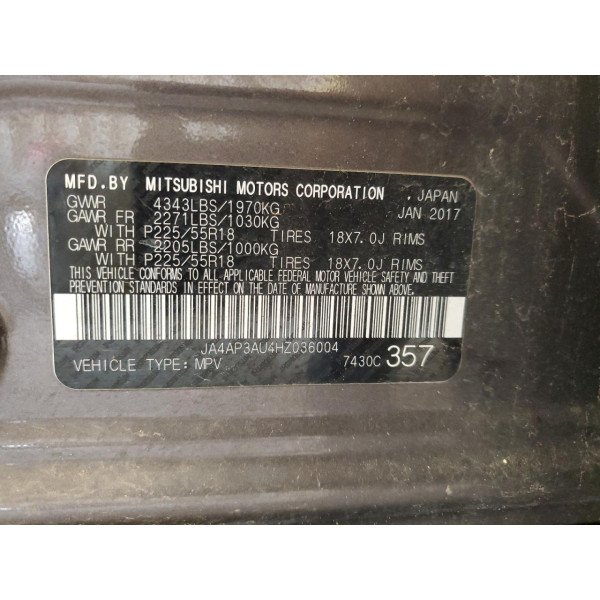 MFD.BY MITSUBISHI MOTORS CORPORATION , JAPAN
GVWR 4343LBS/1970KG JAN 2017
GAWR FR 2271LBS/1030KG
WITH P225/55R18 TIRES 18X7.0J RIMS
GAWR RR 2205LBS/1000KG
WITH P225/55R18 TIRES 18X7.0J RIMS
THIS VEHICLE CONFORMS TO ALL APPLICABLE FEDERAL MOTOR VEHICLE SAFETY AND THEFT
PREVENTION STANDARDS IN EFFECT ON THE DATE OF MANUFACTURE SHOWN ABOVE.
JA4AP3AU4HZ036004
VEHICLE TYPE: MPV 7430C 357